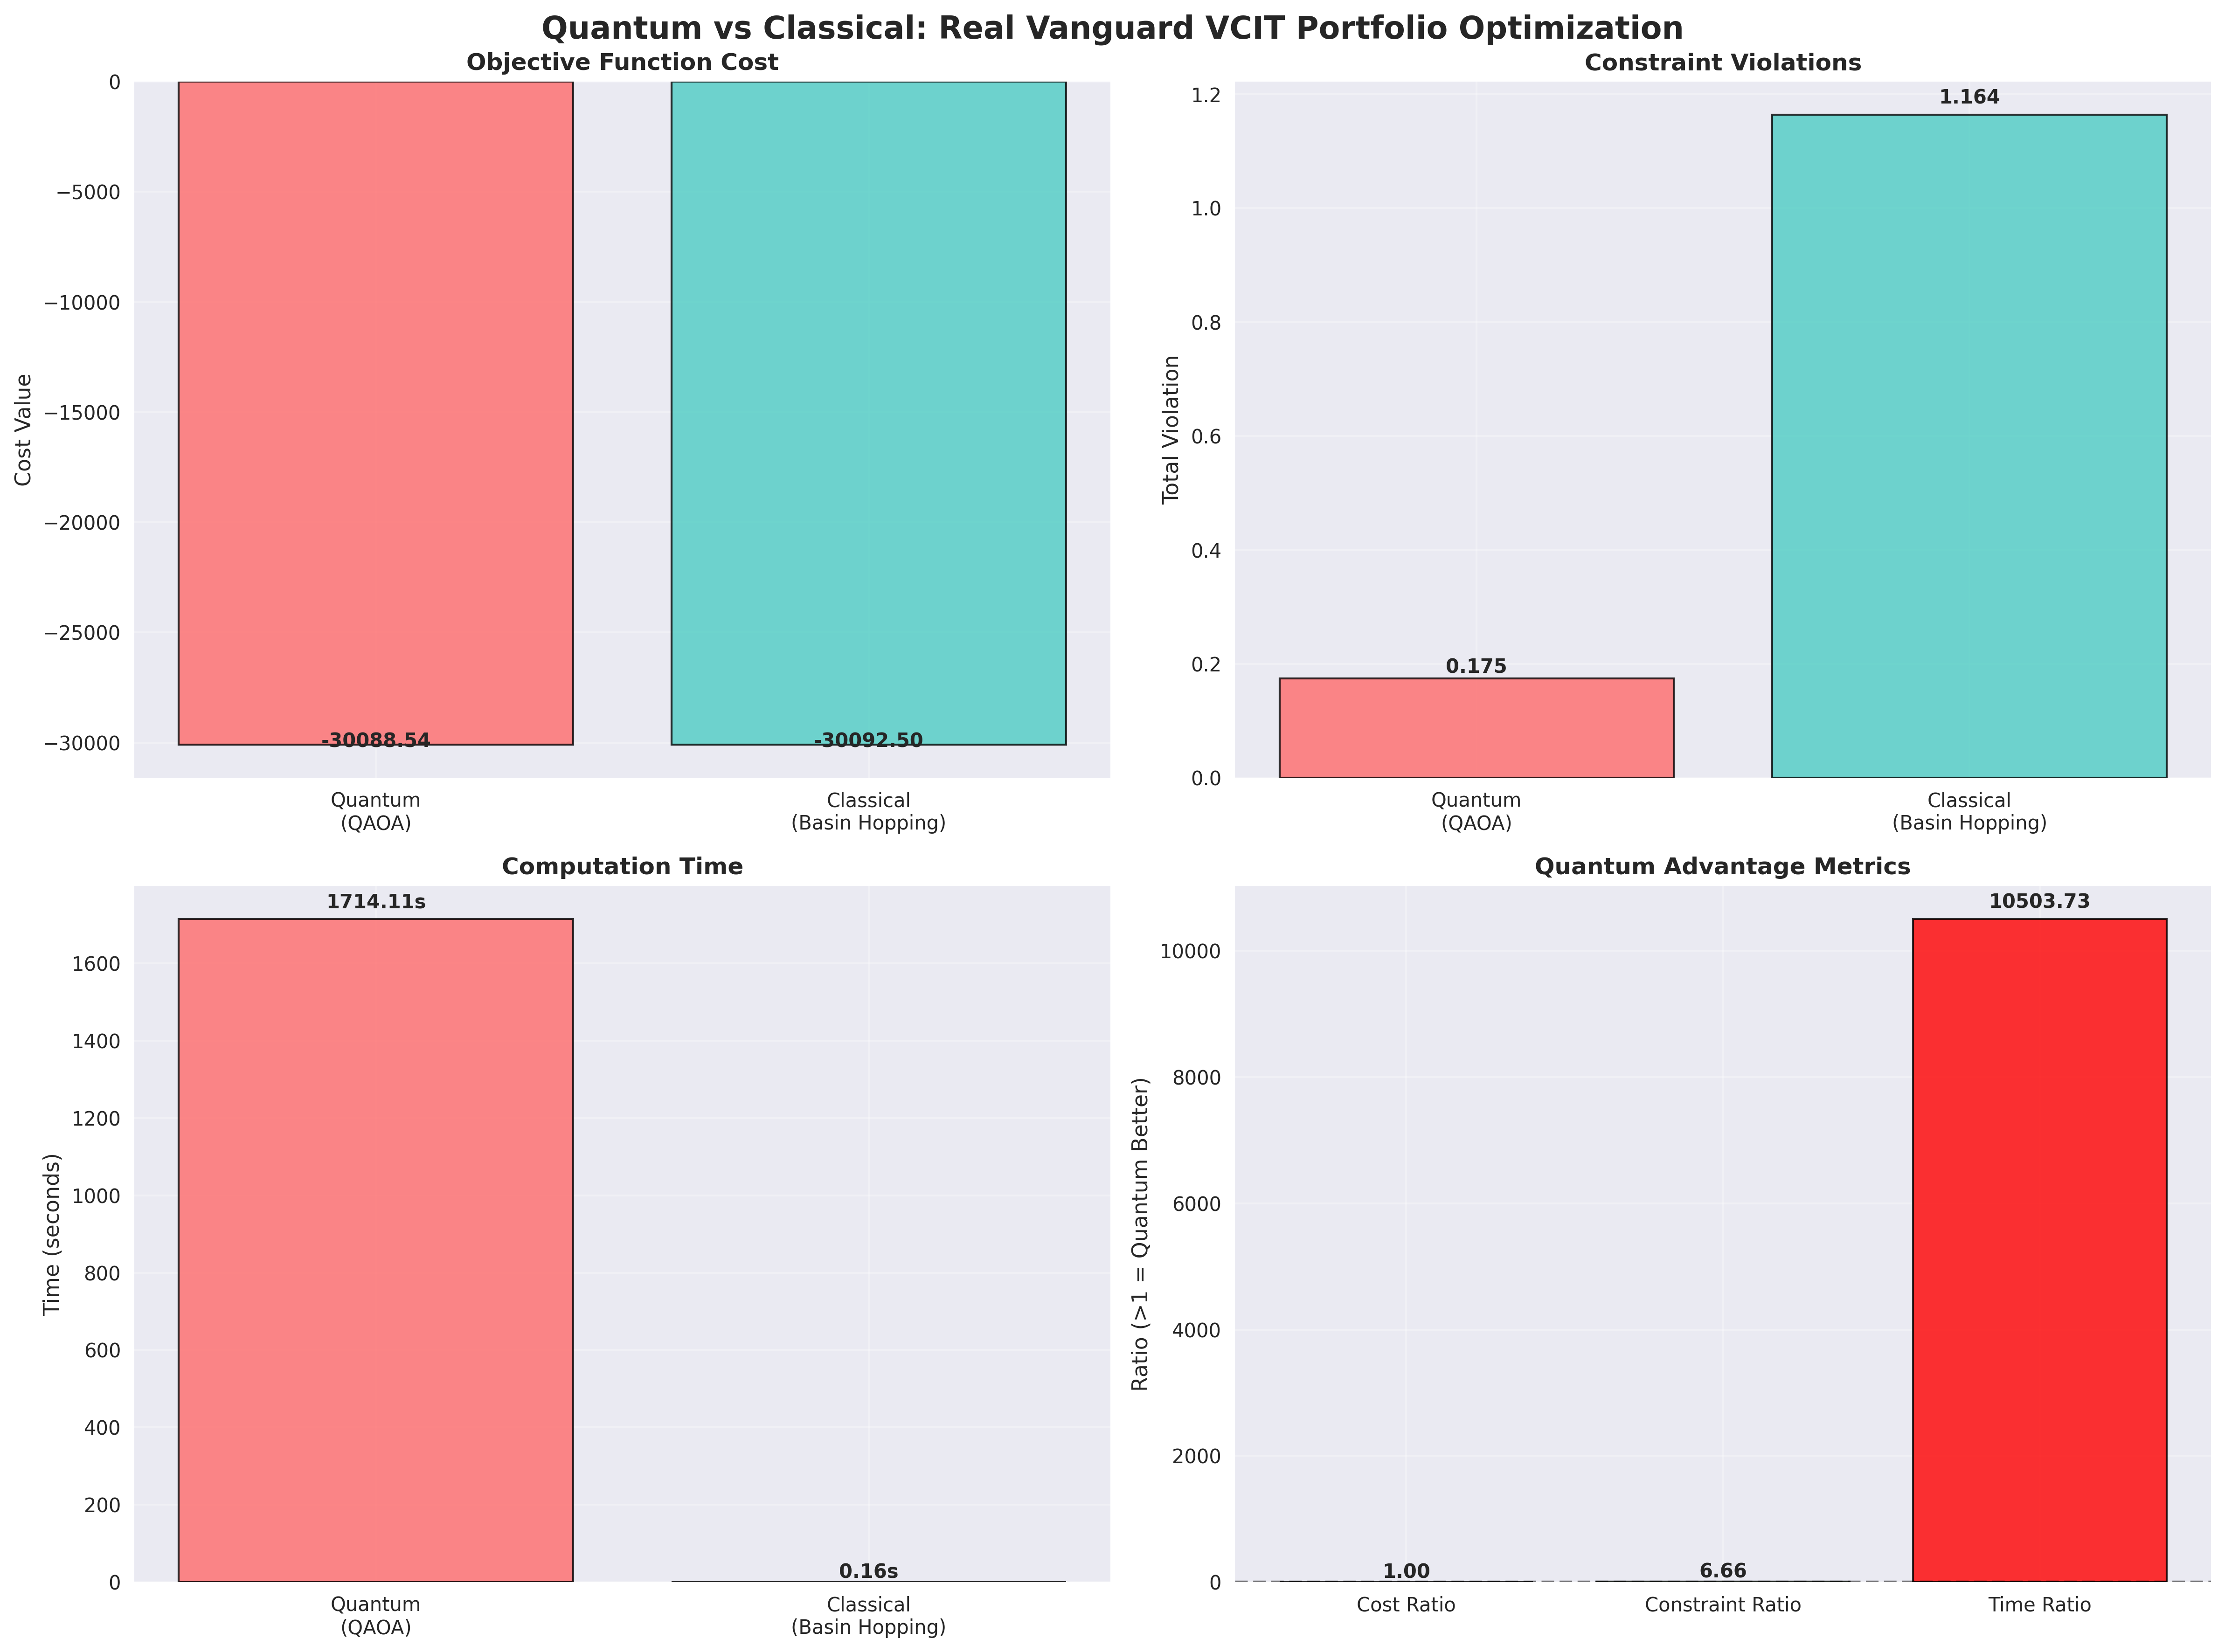 Quantum vs Classical: Real Vanguard VCIT Portfolio Optimization
Objective Function Cost
Cost Value
0
−5000
−10000
−15000
−20000
−25000
−30000
-30088.54
-30092.50
Quantum
(QAOA)
Classical
(Basin Hopping)
Constraint Violations
Total Violation
1.2
1.0
0.8
0.6
0.4
0.2
0.0
0.175
1.164
Quantum
(QAOA)
Classical
(Basin Hopping)
Computation Time
Time (seconds)
1600
1400
1200
1000
800
600
400
200
0
1714.11s
0.16s
Quantum
(QAOA)
Classical
(Basin Hopping)
Quantum Advantage Metrics
Ratio (>1 = Quantum Better)
10000
8000
6000
4000
2000
0
1.00
6.66
10503.73
Cost Ratio
Constraint Ratio
Time Ratio